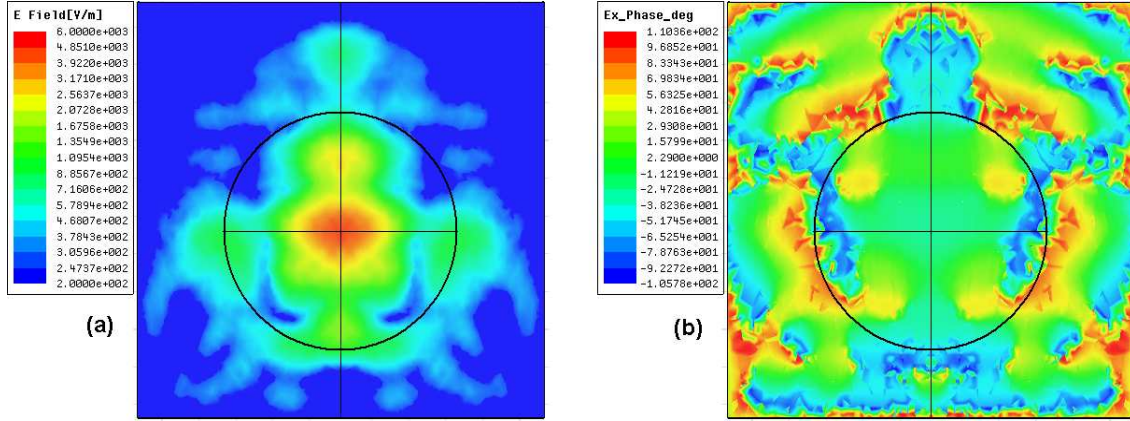 E Field[V/m]
6.0000e+003
4.8510e+003
3.9220e+003
3.1710e+003
2.5637e+003
2.0728e+003
1.6758e+003
1.3549e+003
1.0954e+003
8.8567e+002
7.1606e+002
5.7894e+002
4.6807e+002
3.7843e+002
3.0596e+002
2.4737e+002
2.0000e+002
(a)
Ex_Phase_deg
1.1036e+002
9.6852e+001
8.3343e+001
6.9834e+001
5.6325e+001
4.2816e+001
2.9308e+001
1.5799e+001
2.2900e+000
-1.1219e+001
-2.4728e+001
-3.8236e+001
-5.1745e+001
-6.5254e+001
-7.8763e+001
-9.2272e+001
-1.0578e+002
(b)